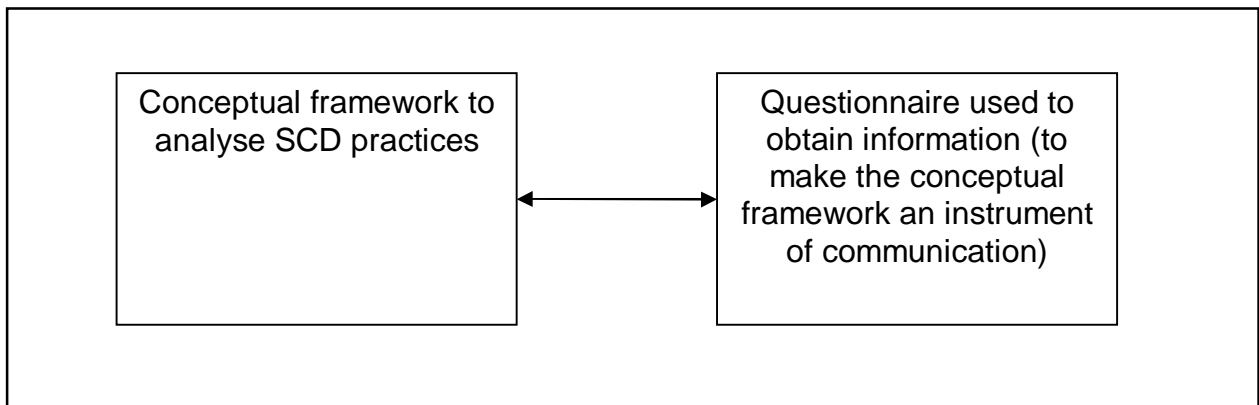 Conceptual framework to
analyse SCD practices
Questionnaire used to
obtain information (to
make the conceptual
framework an instrument
of communication)